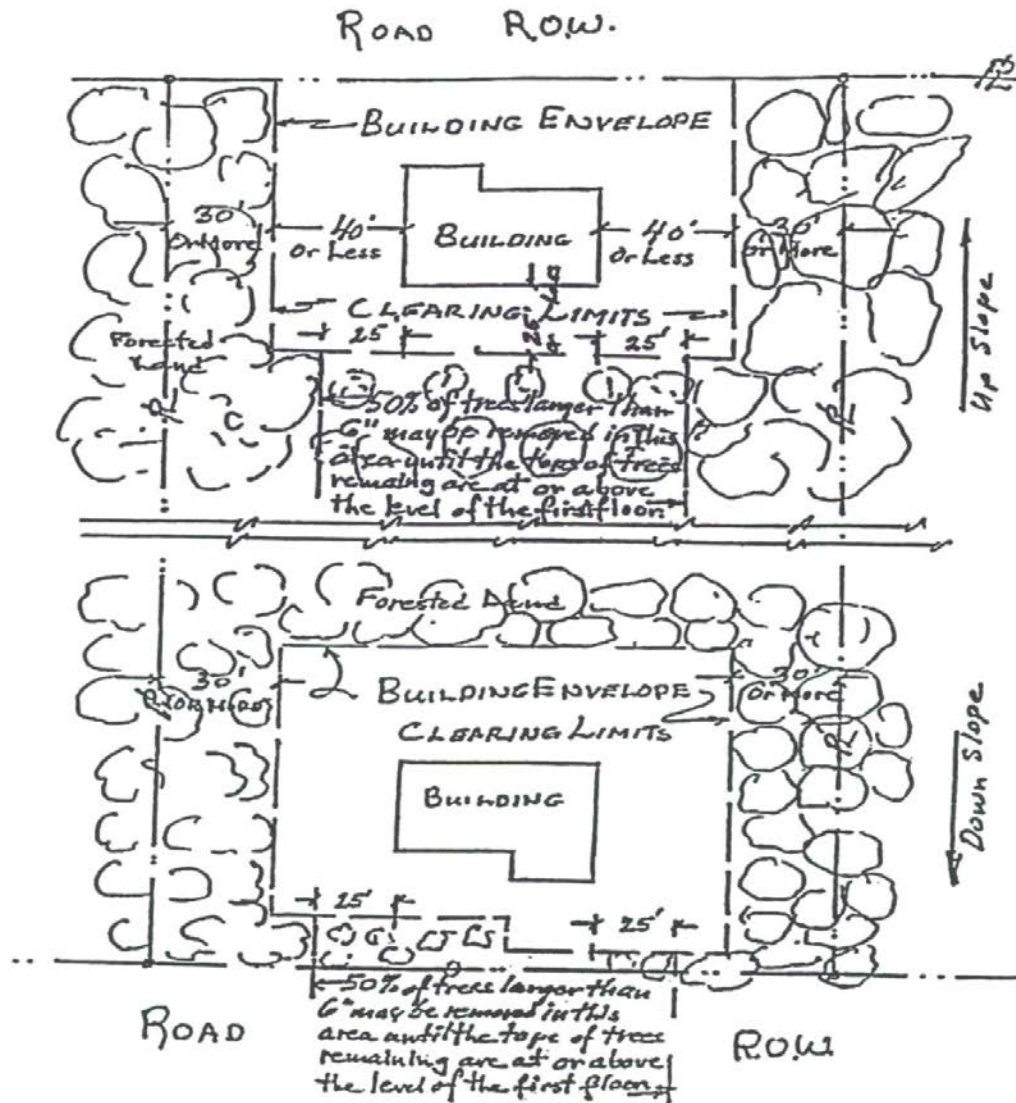 ROAD R.O.W.
BUILDING ENVELOPE
30'
Or More
40'
Or Less
BUILDING
40'
Or Less
30'
Or More
CLEARING LIMITS
25'
25'
25'
Forested
Land
Up Slope
50% of trees larger than
6" may be removed in this
area until the tops of trees
remaing are at or above
the level of the first floor
Forested Land
30'
Or More
BUILDING ENVELOPE
CLEARING LIMITS
30'
Or More
BUILDING
Down Slope
25'
25'
50% of trees larger than
6" may be removed in this
area until the tops of trees
remaining are at or above
the level of the first floor
ROAD R.O.W.